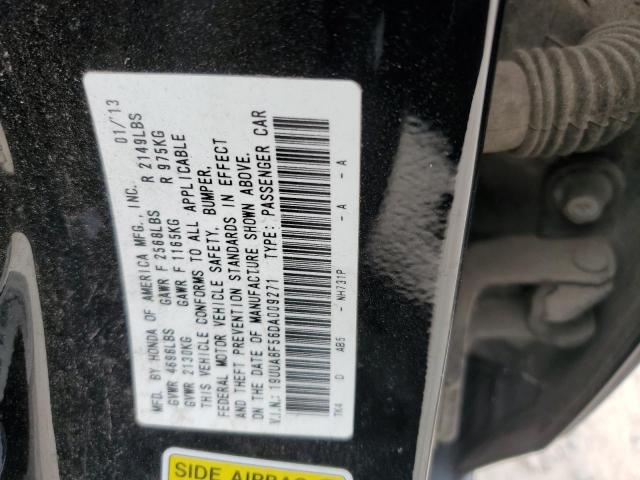 MFD. BY HONDA OF AMERICA MFG., INC. 01/'13
GVWR 4696LBS GAWR F 2568LBS R 2149LBS
GVWR 2130KG GAWR F 1165KG R 975KG
THIS VEHICLE CONFORMS TO ALL APPLICABLE
FEDERAL MOTOR VEHICLE SAFETY, BUMPER,
AND THEFT PREVENTION STANDARDS IN EFFECT
ON THE DATE OF MANUFACTURE SHOWN ABOVE.
V.I.N.: 19UUA8F56DA009271 TYPE: PASSENGER CAR
TK4 D AB5 - NH731P - A - A
SIDE AIRBAG